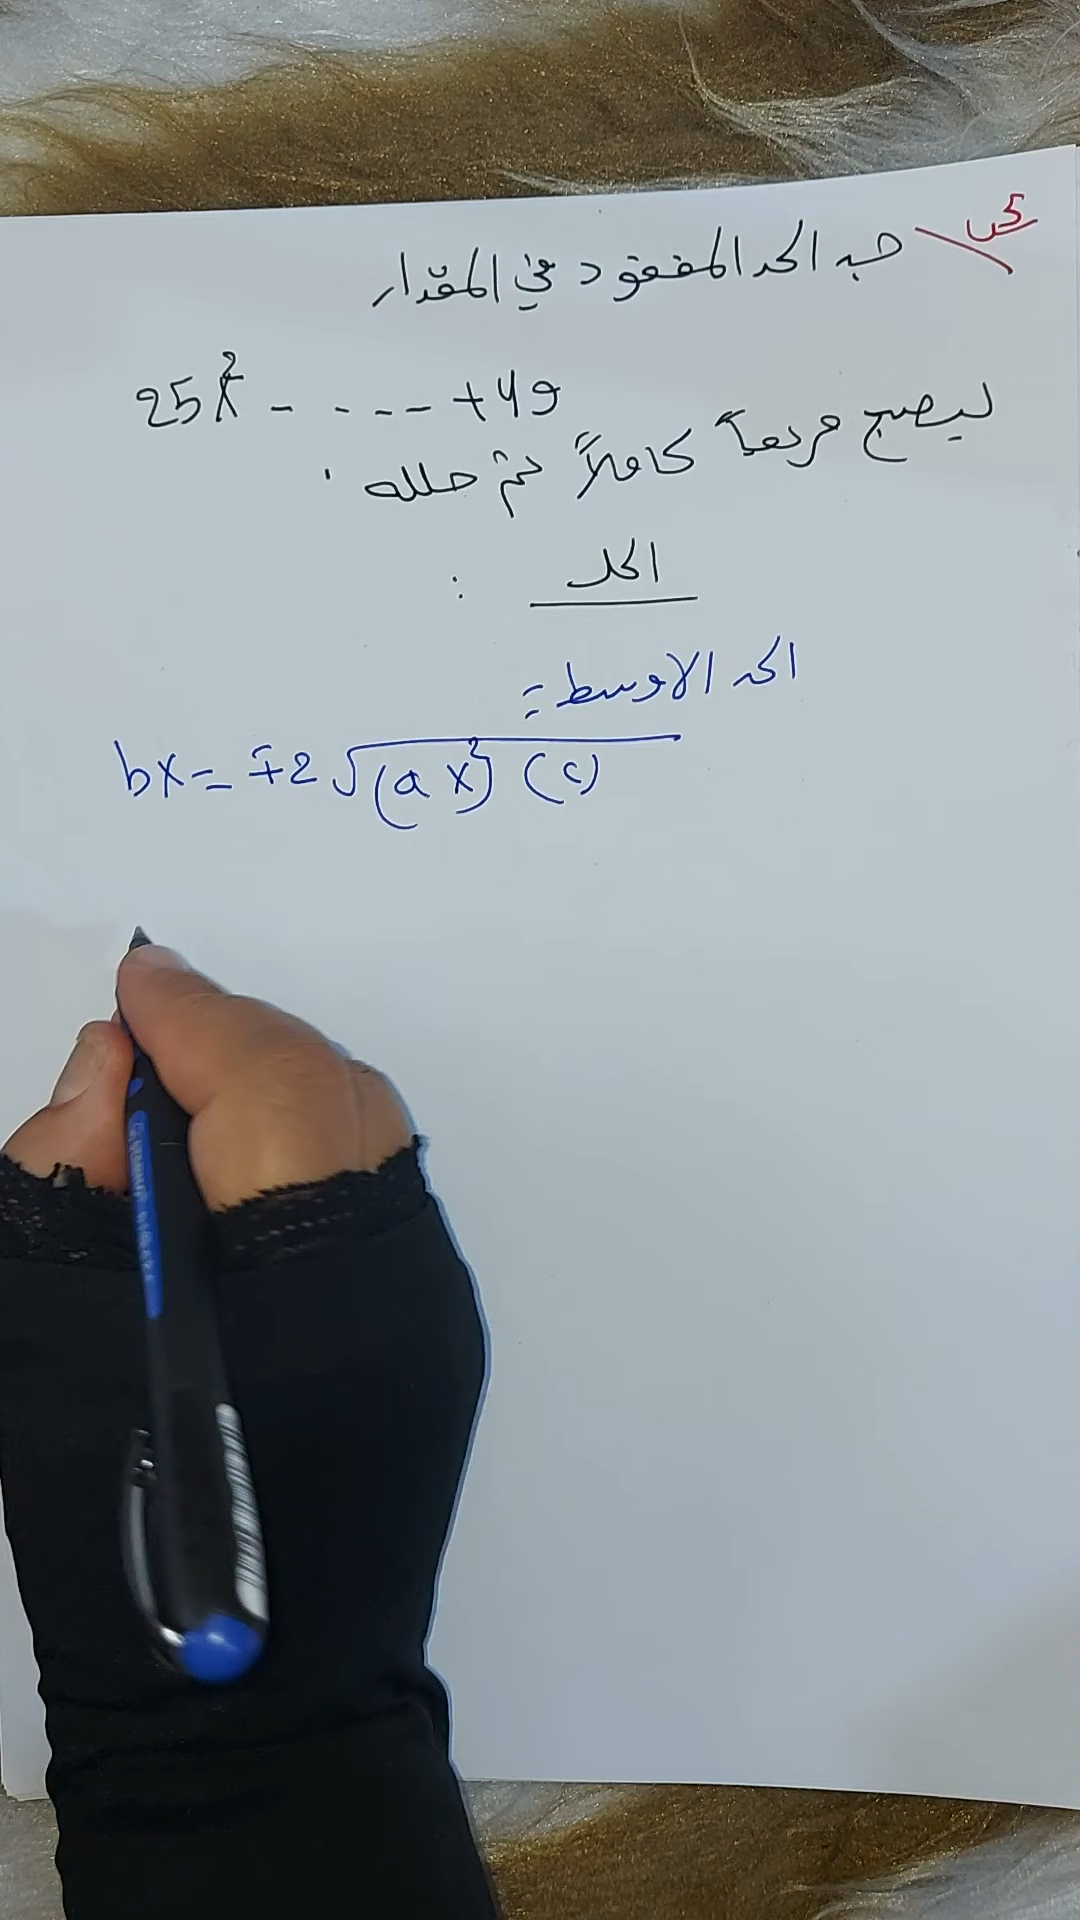 س/ جد الحد المفقود في المقدار
25x² - ---- +49
ليصبح مربعاً كاملاً ثم حلله .
الحل :
الحد الاوسط =
bx = ∓2√(ax²)(c)